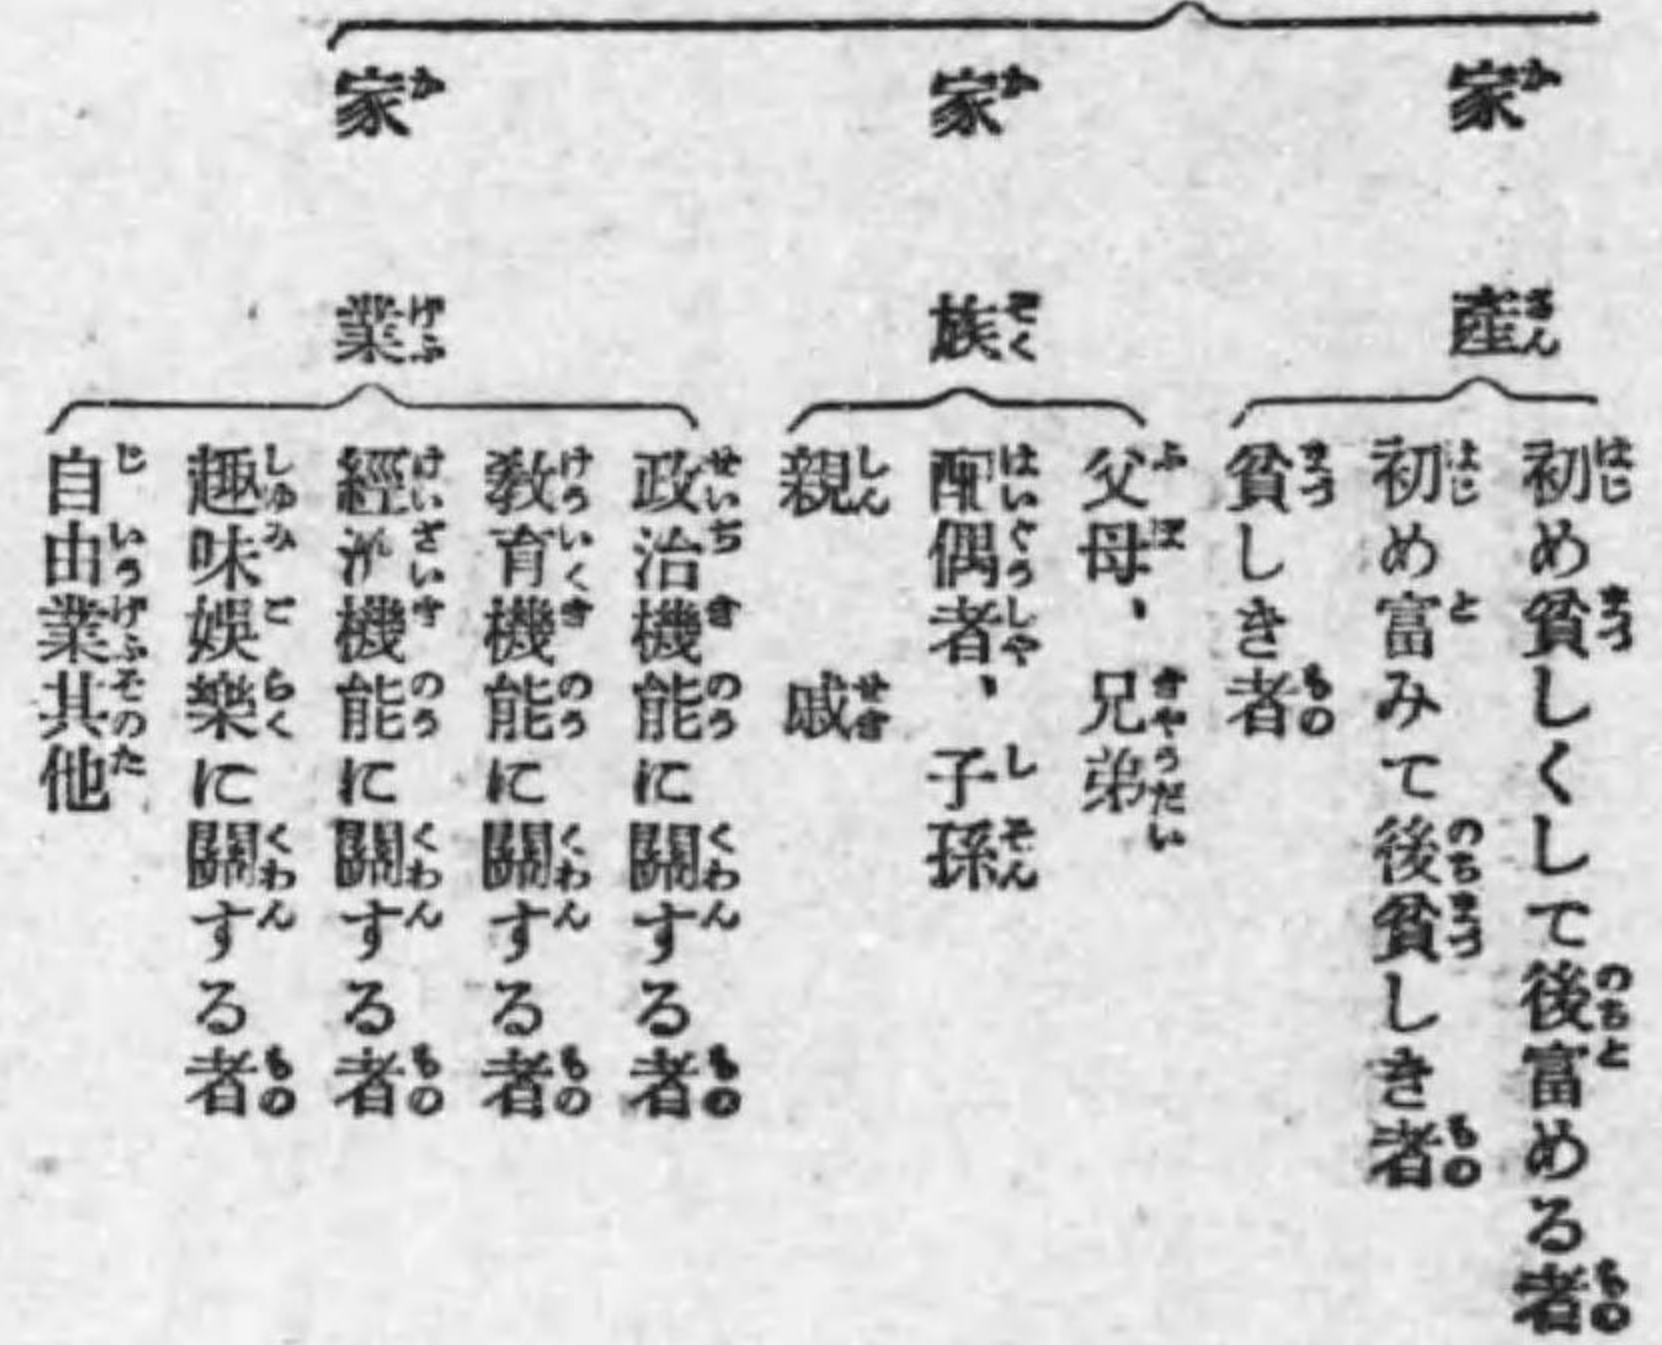 家産
初め貧しくして後富める者
初め富みて後貧しき者
貧しき者
家族
父母、兄弟
配偶者、子孫
親戚
家業
政治機能に關する者
敎育機能に關する者
經濟機能に關する者
趣味娯樂に關する者
自由業其他